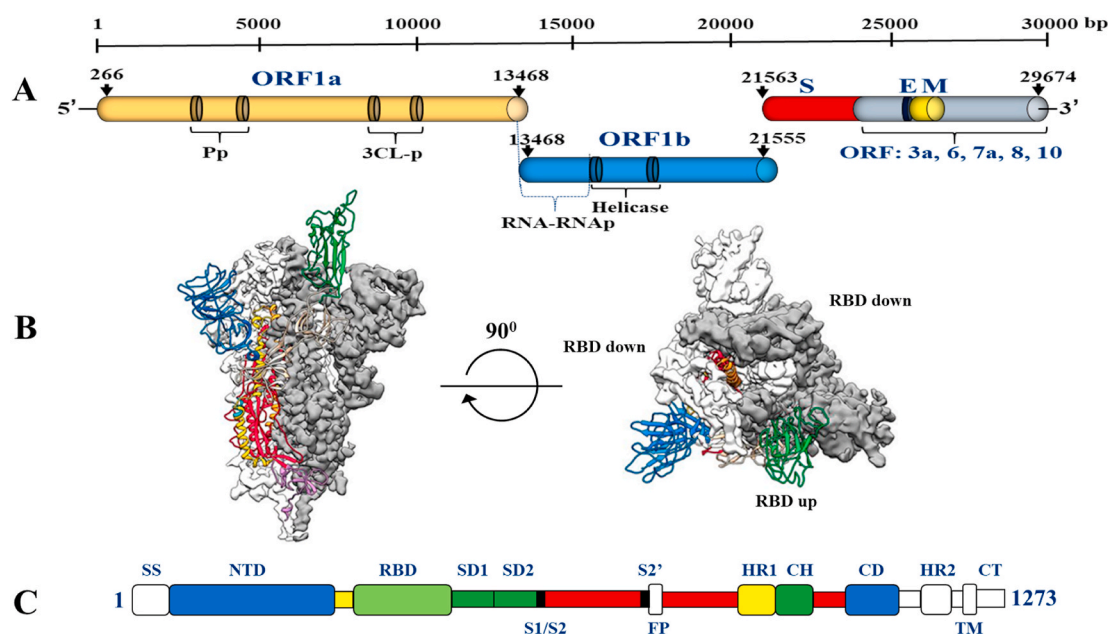 1 5000 10000 15000 20000 25000 30000 bp
266 ORF1a 13468 21563 S E M 29674
A 5’ 3’
Pp 3CL-p 13468 ORF1b 21555 ORF: 3a, 6, 7a, 8, 10
Helicase
RNA-RNAp
B 90⁰ RBD down RBD down
RBD up
SS NTD RBD SD1 SD2 S2’ HR1 CH CD HR2 CT
C 1 1273
S1/S2 FP TM